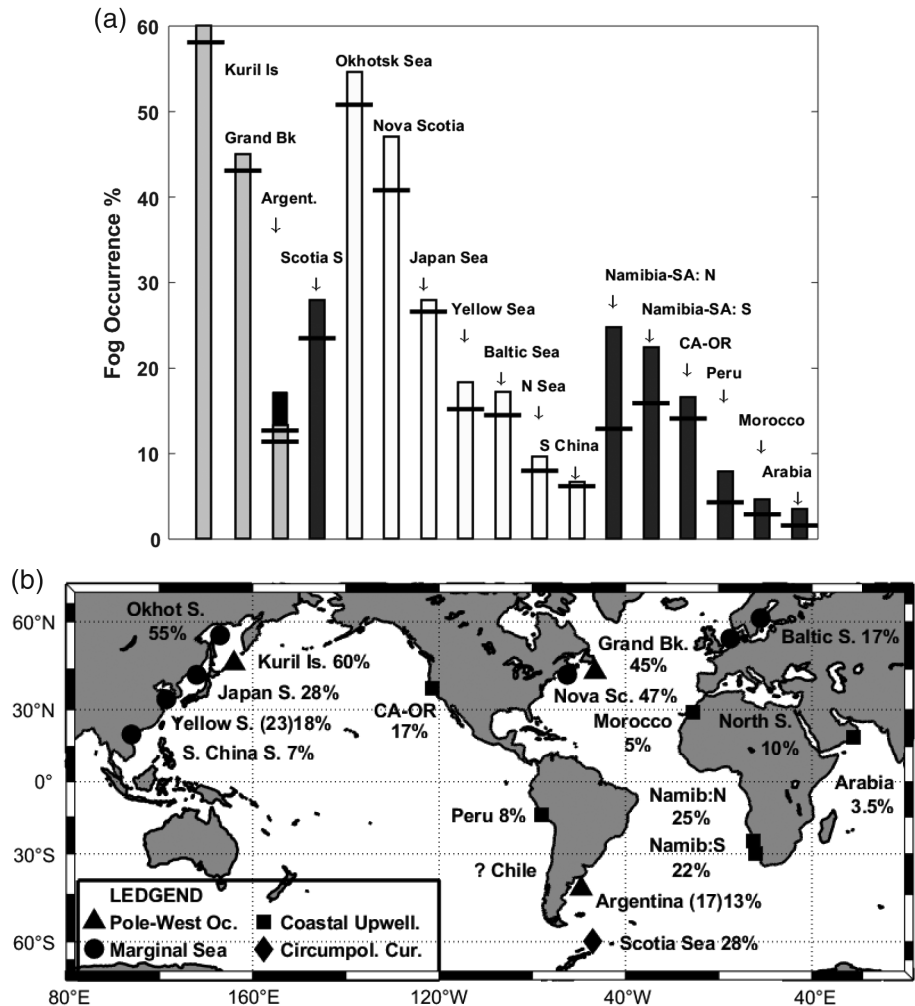 (a)
Fog Occurrence %
60
50
40
30
20
10
0
Kuril Is
Grand Bk
Argent.
Scotia S
Okhotsk Sea
Nova Scotia
Japan Sea
Yellow Sea
Baltic Sea
N Sea
S China
Namibia-SA: N
Namibia-SA: S
CA-OR
Peru
Morocco
Arabia
(b)
60°N
30°N
0°
30°S
60°S
Okhot S.
55%
Kuril Is. 60%
Japan S. 28%
Yellow S. (23)18%
S. China S. 7%
CA-OR
17%
Grand Bk.
45%
Nova Sc. 47%
Morocco
5%
Baltic S. 17%
North S.
10%
Arabia
3.5%
Peru 8%
Namib:N
25%
Namib:S
22%
? Chile
Argentina (17)13%
Scotia Sea 28%
LEDGEND
Pole-West Oc.
Coastal Upwell.
Marginal Sea
Circumpol. Cur.
80°E
160°E
120°W
40°W
40°E